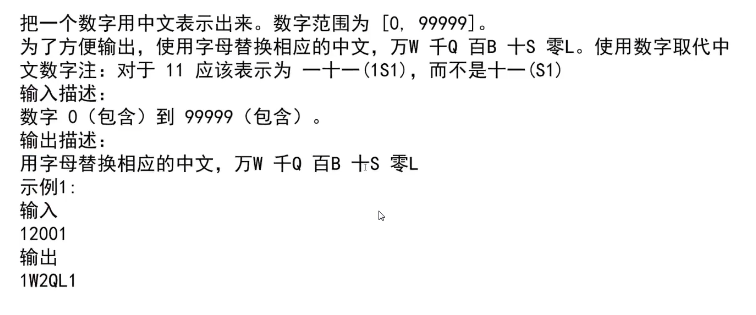 把一个数字用中文表示出来。数字范围为 [0, 99999]。
为了方便输出，使用字母替换相应的中文，万W 千Q 百B 十S 零L。使用数字取代中
文数字注：对于 11 应该表示为 一十一(1S1)，而不是十一(S1)
输入描述：
数字 0（包含）到 99999（包含）。
输出描述：
用字母替换相应的中文，万W 千Q 百B 十S 零L
示例1：
输入
12001
输出
1W2QL1